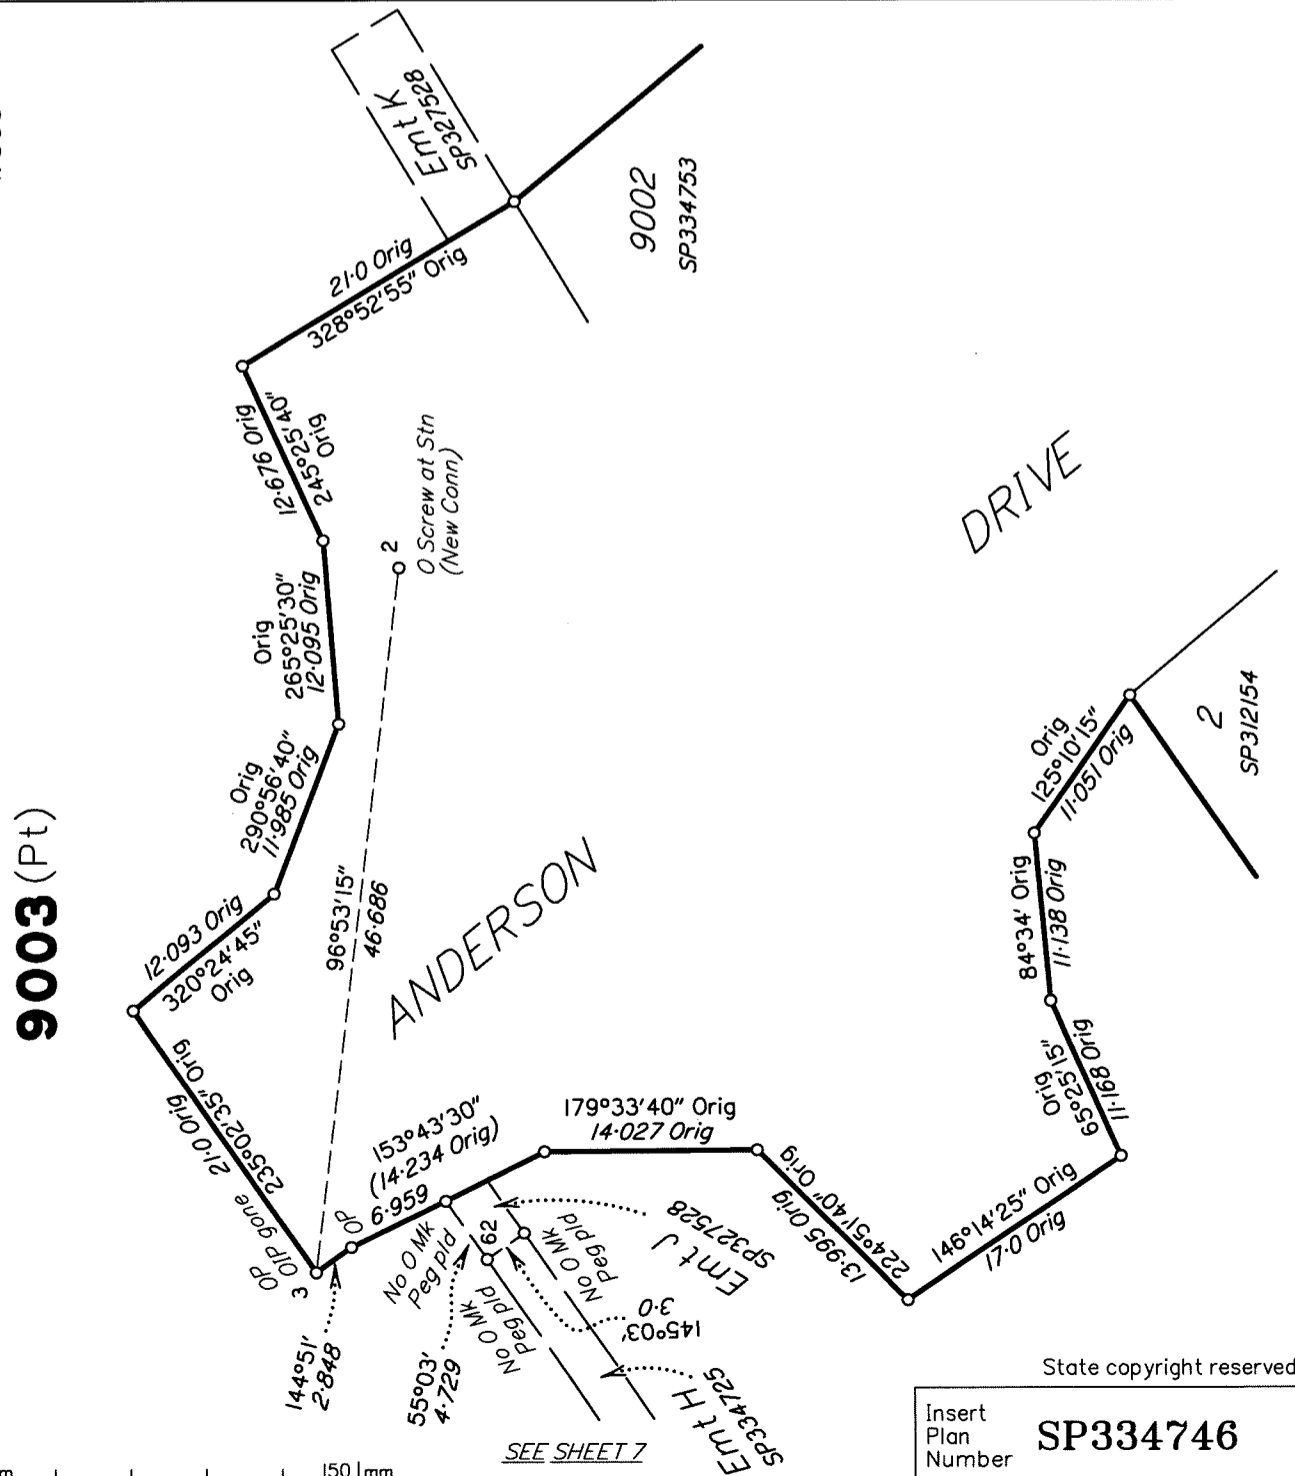 Emt K
SP327528
9002
SP334753
21·0 Orig
328°52'55" Orig
12·676 Orig
245°25'40"
Orig
2
O Screw at Stn
(New Conn)
Orig
265°25'30"
12·095 Orig
Orig
290°56'40"
11·985 Orig
DRIVE
9003 (Pt)
12·093 Orig
320°24'45"
Orig
96°53'15"
46·686
ANDERSON
21·0 Orig
235°02'35" Orig
OP
OIP gone
3
OP
153°43'30"
(14·234 Orig)
6·959
179°33'40" Orig
14·027 Orig
Orig
125°10'15"
11·051 Orig
2
SP312154
84°34' Orig
11·138 Orig
Orig
65°25'15"
11·168 Orig
146°14'25" Orig
17·0 Orig
224°51'40" Orig
13·995 Orig
No O Mk
Peg pld
62
No O Mk
Peg pld
No O Mk
Peg pld
Emt J
SP327528
145°03'
3·0
144°51'
2·848
55°03'
4·729
Emt H
SP334725
SEE SHEET 7
150 mm
State copyright reserved
Insert
Plan
Number
SP334746